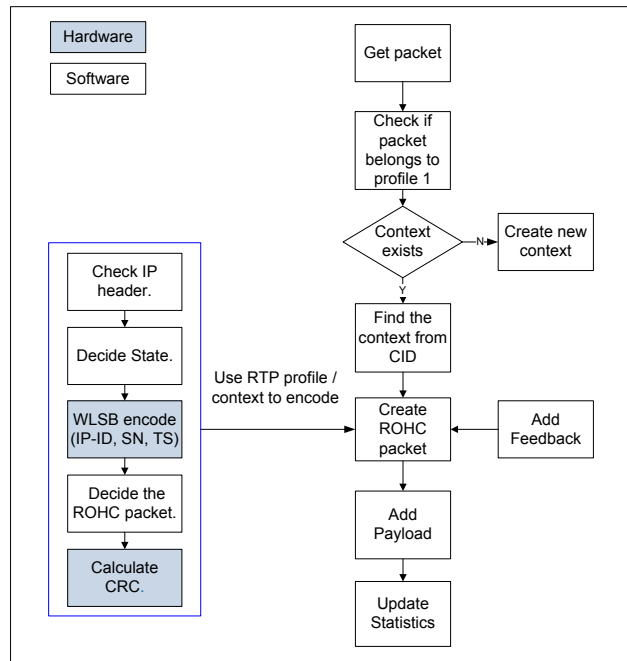 Hardware
Software
Get packet
Check if
packet
belongs to
profile 1
Context
exists
N
Create new
context
Y
Find the
context from
CID
Check IP
header.
Decide State.
WLSB encode
(IP-ID, SN, TS)
Decide the
ROHC packet.
Calculate
CRC.
Use RTP profile /
context to encode
Create
ROHC
packet
Add
Feedback
Add
Payload
Update
Statistics